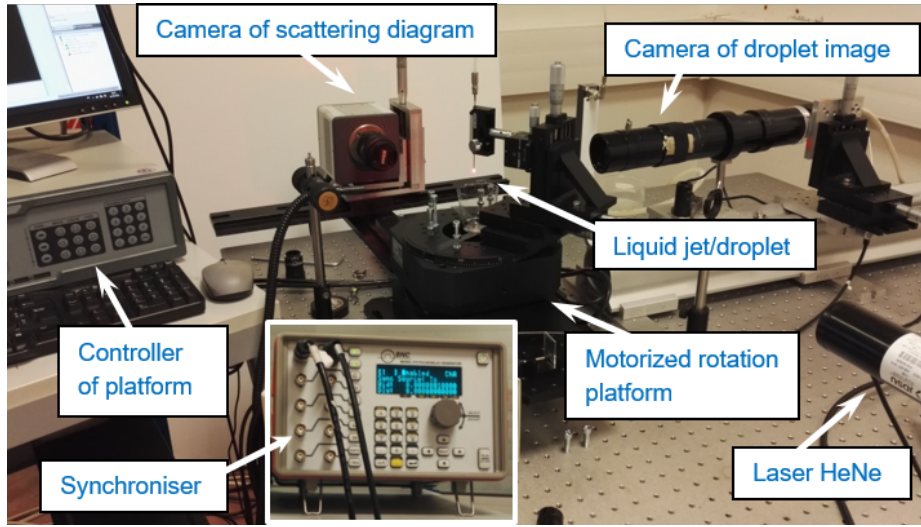 Camera of scattering diagram
Camera of droplet image
Liquid jet/droplet
Controller
of platform
Motorized rotation
platform
Synchroniser
Laser HeNe
BNC